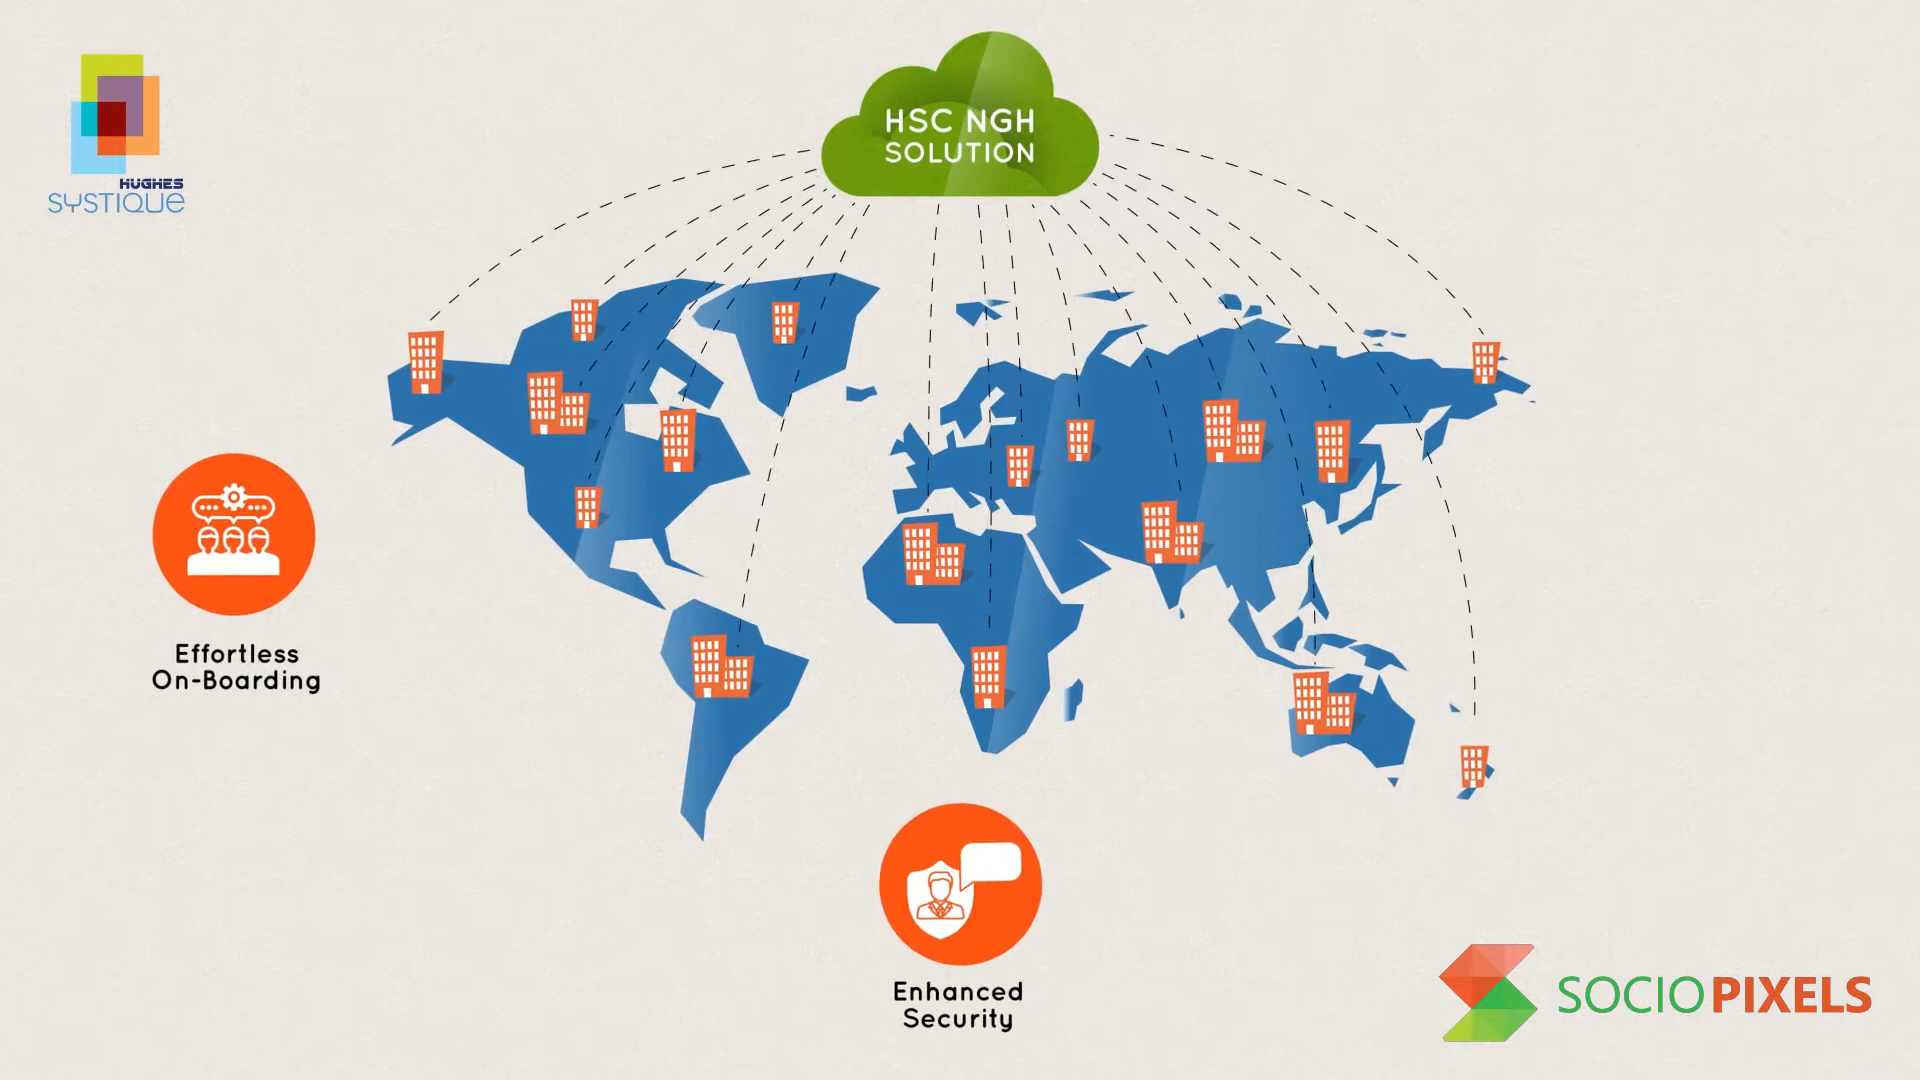 HUGHES
SYSTIQUE
HSC NGH
SOLUTION
Effortless
On-Boarding
Enhanced
Security
SOCIOPIXELS